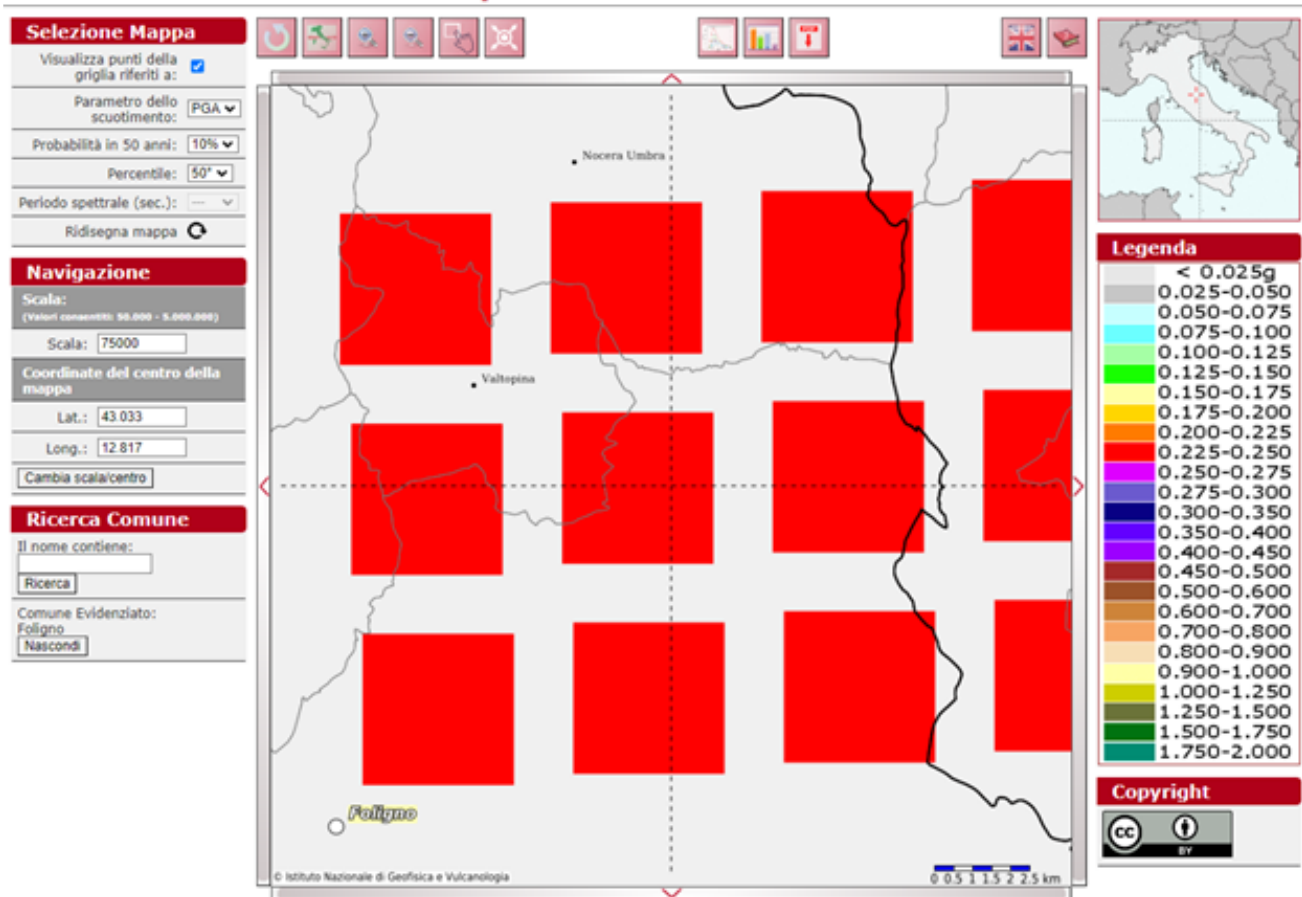 Selezione Mappa
Visualizza punti della
griglia riferiti a:
Parametro dello
scuotimento:
PGA
Probabilità in 50 anni:
10%
Percentile:
50°
Periodo spettrale (sec.):
---
Ridisegna mappa
Navigazione
Scala:
(Valori consentiti: 50.000 - 5.000.000)
Scala:
75000
Coordinate del centro della
mappa
Lat.:
43.033
Long.:
12.817
Cambia scala/centro
Ricerca Comune
Il nome contiene:
Ricerca
Comune Evidenziato:
Foligno
Nascondi
Nocera Umbra
Valtopina
Foligno
© Istituto Nazionale di Geofisica e Vulcanologia
0 0.5 1 1.5 2 2.5 km
Legenda
< 0.025g
0.025-0.050
0.050-0.075
0.075-0.100
0.100-0.125
0.125-0.150
0.150-0.175
0.175-0.200
0.200-0.225
0.225-0.250
0.250-0.275
0.275-0.300
0.300-0.350
0.350-0.400
0.400-0.450
0.450-0.500
0.500-0.600
0.600-0.700
0.700-0.800
0.800-0.900
0.900-1.000
1.000-1.250
1.250-1.500
1.500-1.750
1.750-2.000
Copyright
cc
BY